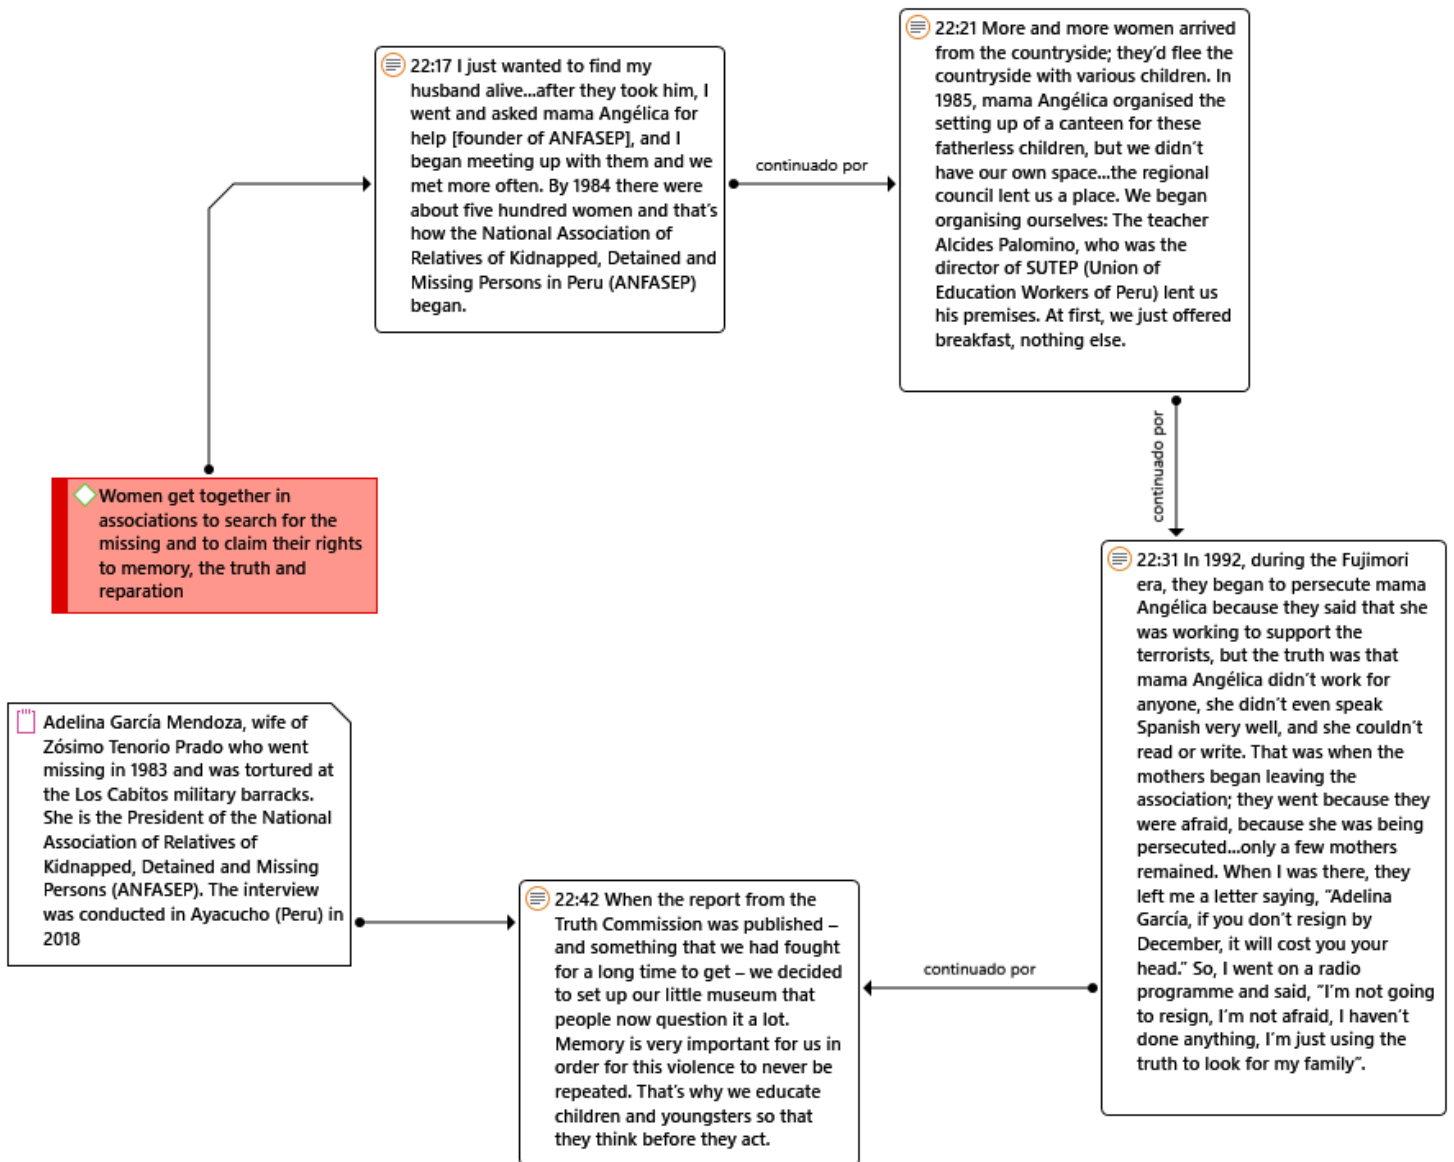 Women get together in
associations to search for the
missing and to claim their rights
to memory, the truth and
reparation
22:17 I just wanted to find my
husband alive...after they took him, I
went and asked mama Angélica for
help [founder of ANFASEP], and I
began meeting up with them and we
met more often. By 1984 there were
about five hundred women and that's
how the National Association of
Relatives of Kidnapped, Detained and
Missing Persons in Peru (ANFASEP)
began.
continuado por
22:21 More and more women arrived
from the countryside; they'd flee the
countryside with various children. In
1985, mama Angélica organised the
setting up of a canteen for these
fatherless children, but we didn´t
have our own space...the regional
council lent us a place. We began
organising ourselves: The teacher
Alcides Palomino, who was the
director of SUTEP (Union of
Education Workers of Peru) lent us
his premises. At first, we just offered
breakfast, nothing else.
continuado por
22:31 In 1992, during the Fujimori
era, they began to persecute mama
Angélica because they said that she
was working to support the
terrorists, but the truth was that
mama Angélica didn´t work for
anyone, she didn´t even speak
Spanish very well, and she couldn´t
read or write. That was when the
mothers began leaving the
association; they went because they
were afraid, because she was being
persecuted...only a few mothers
remained. When I was there, they
left me a letter saying, “Adelina
García, if you don´t resign by
December, it will cost you your
head.” So, I went on a radio
programme and said, “I´m not going
to resign, I´m not afraid, I haven´t
done anything, I´m just using the
truth to look for my family”.
continuado por
22:42 When the report from the
Truth Commission was published –
and something that we had fought
for a long time to get – we decided
to set up our little museum that
people now question it a lot.
Memory is very important for us in
order for this violence to never be
repeated. That's why we educate
children and youngsters so that
they think before they act.
Adelina García Mendoza, wife of
Zósimo Tenorio Prado who went
missing in 1983 and was tortured at
the Los Cabitos military barracks.
She is the President of the National
Association of Relatives of
Kidnapped, Detained and Missing
Persons (ANFASEP). The interview
was conducted in Ayacucho (Peru) in
2018